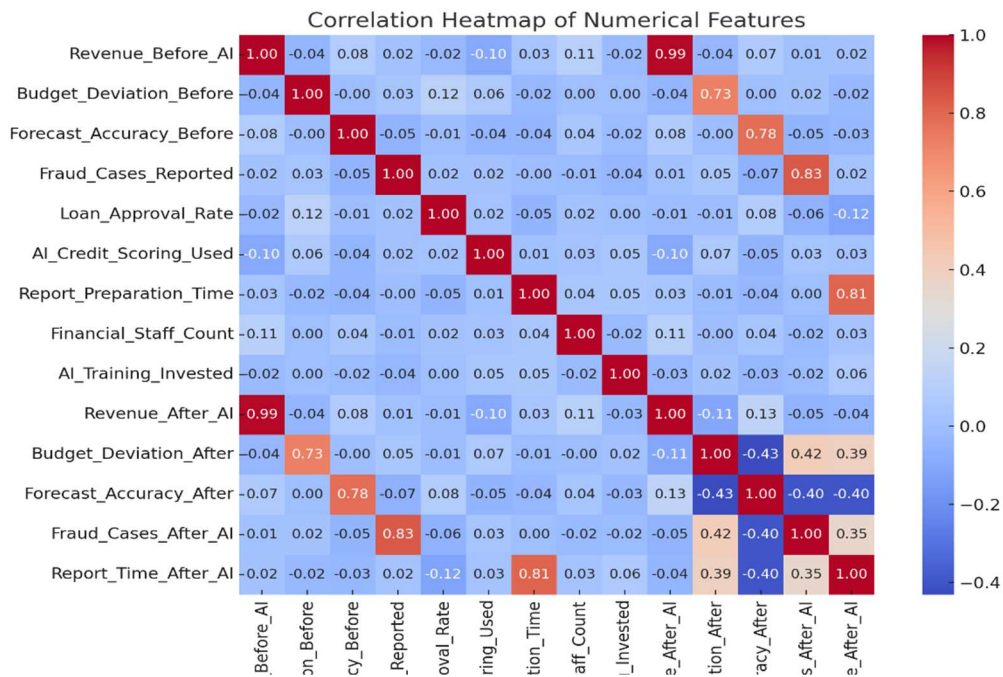 Correlation Heatmap of Numerical Features
Revenue_Before_AI 1.00 -0.04 0.08 0.02 -0.02 -0.10 0.03 0.11 -0.02 0.99 -0.04 0.07 0.01 0.02
Budget_Deviation_Before -0.04 1.00 -0.00 0.03 0.12 0.06 -0.02 0.00 0.00 -0.04 0.73 0.00 0.02 -0.02
Forecast_Accuracy_Before 0.08 -0.00 1.00 -0.05 -0.01 -0.04 -0.04 0.04 -0.02 0.08 -0.00 0.78 -0.05 -0.03
Fraud_Cases_Reported 0.02 0.03 -0.05 1.00 0.02 0.02 -0.00 -0.01 -0.04 0.01 0.05 -0.07 0.83 0.02
Loan_Approval_Rate -0.02 0.12 -0.01 0.02 1.00 0.02 -0.05 0.02 0.00 -0.01 -0.01 0.08 -0.06 -0.12
AI_Credit_Scoring_Used -0.10 0.06 -0.04 0.02 0.02 1.00 0.01 0.03 0.05 -0.10 0.07 -0.05 0.03 0.03
Report_Preparation_Time 0.03 -0.02 -0.04 -0.00 -0.05 0.01 1.00 0.04 0.05 0.03 -0.01 -0.04 0.00 0.81
Financial_Staff_Count 0.11 0.00 0.04 -0.01 0.02 0.03 0.04 1.00 -0.02 0.11 -0.00 0.04 -0.02 0.03
AI_Training_Invested -0.02 0.00 -0.02 -0.04 0.00 0.05 0.05 -0.02 1.00 -0.03 0.02 -0.03 -0.02 0.06
Revenue_After_AI 0.99 -0.04 0.08 0.01 -0.01 -0.10 0.03 0.11 -0.03 1.00 -0.11 0.13 -0.05 -0.04
Budget_Deviation_After -0.04 0.73 -0.00 0.05 -0.01 0.07 -0.01 -0.00 0.02 -0.11 1.00 -0.43 0.42 0.39
Forecast_Accuracy_After 0.07 0.00 0.78 -0.07 0.08 -0.05 -0.04 0.04 -0.03 0.13 -0.43 1.00 -0.40 -0.40
Fraud_Cases_After_AI 0.01 0.02 -0.05 0.83 -0.06 0.03 0.00 -0.02 -0.02 -0.05 0.42 -0.40 1.00 0.35
Report_Time_After_AI 0.02 -0.02 -0.03 0.02 -0.12 0.03 0.81 0.03 0.06 -0.04 0.39 -0.40 0.35 1.00
_Before_AI
on_Before
cy_Before
_Reported
oval_Rate
ring_Used
tion_Time
aff_Count
_Invested
e_After_AI
tion_After
racy_After
s_After_AI
e_After_AI
1.0
0.8
0.6
0.4
0.2
0.0
−0.2
−0.4